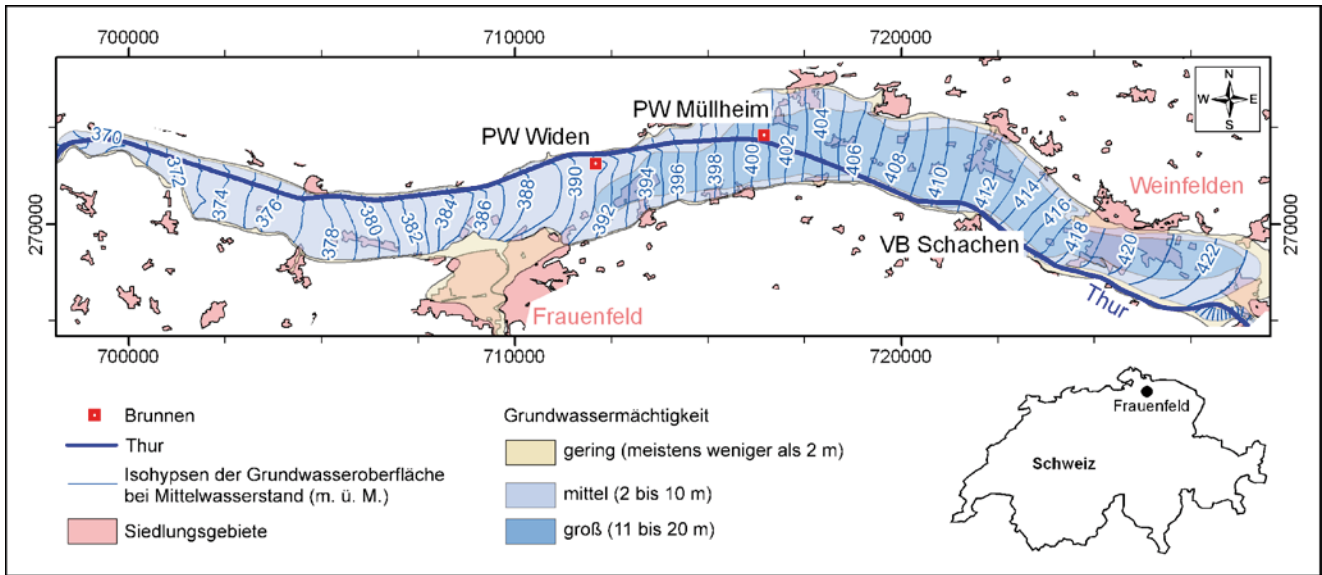 700000 710000 720000
N
W E
S
PW Müllheim
PW Widen
Weinfelden
VB Schachen
Frauenfeld
Thur
370 372 374 376 378 380 382 384 386 388 390 392 394 396 398 400 402 404 406 408 410 412 414 416 418 420 422
270000 270000
700000 710000 720000
Brunnen
Thur
Isohypsen der Grundwasseroberfläche
bei Mittelwasserstand (m. ü. M.)
Siedlungsgebiete
Grundwassermächtigkeit
gering (meistens weniger als 2 m)
mittel (2 bis 10 m)
groß (11 bis 20 m)
Frauenfeld
Schweiz